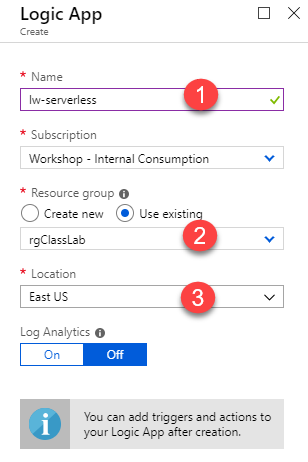 Logic App
Create
* Name
lw-serverless
1
* Subscription
Workshop - Internal Consumption
* Resource group
Create new Use existing
rgClassLab
2
* Location
East US
3
Log Analytics
On Off
You can add triggers and actions to
your Logic App after creation.